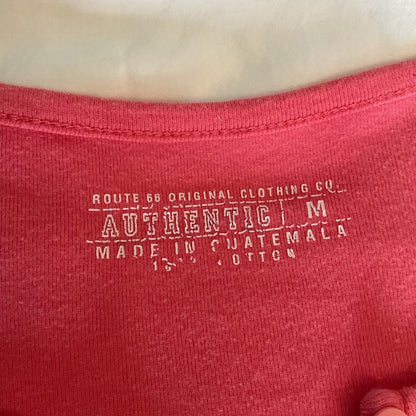 ROUTE 66 ORIGINAL CLOTHING CO.
AUTHENTIC M
MADE IN GUATEMALA
COTTON